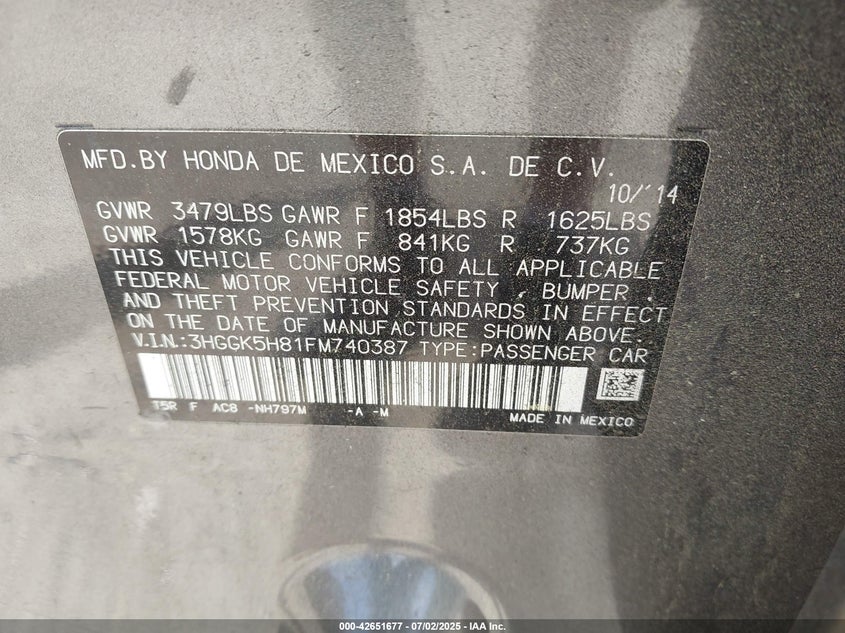 MFD.BY HONDA DE MEXICO S.A. DE C.V.
10/'14
GVWR 3479LBS GAWR F 1854LBS R 1625LBS
GVWR 1578KG GAWR F 841KG R 737KG
THIS VEHICLE CONFORMS TO ALL APPLICABLE
FEDERAL MOTOR VEHICLE SAFETY , BUMPER ,
AND THEFT PREVENTION STANDARDS IN EFFECT
ON THE DATE OF MANUFACTURE SHOWN ABOVE.
V.I.N.:3HGGK5H81FM740387 TYPE:PASSENGER CAR
T5R F AC8 -NH797M -A -M
MADE IN MEXICO
000-42651677 - 07/02/2025 - IAA Inc.